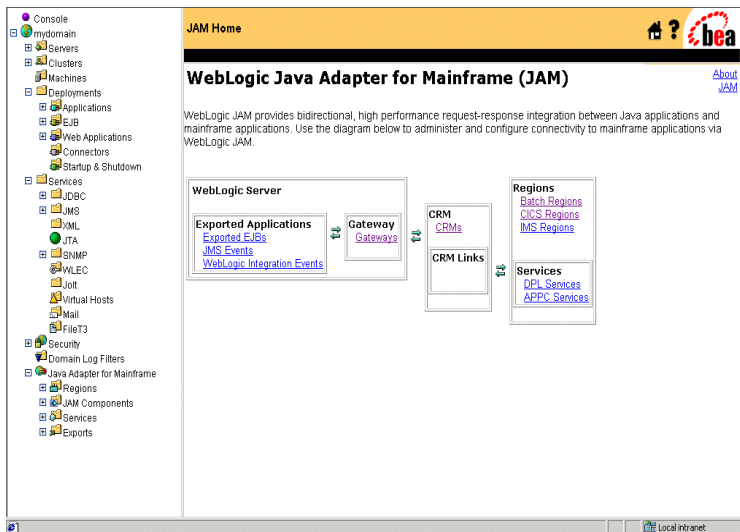 Console
mydomain
Servers
Clusters
Machines
Deployments
Applications
EJB
Web Applications
Connectors
Startup & Shutdown
Services
JDBC
JMS
XML
JTA
SNMP
WLEC
Jolt
Virtual Hosts
Mail
FileT3
Security
Domain Log Filters
Java Adapter for Mainframe
Regions
JAM Components
Services
Exports
JAM Home
?
bea
WebLogic Java Adapter for Mainframe (JAM)
About
JAM
WebLogic JAM provides bidirectional, high performance request-response integration between Java applications and
mainframe applications. Use the diagram below to administer and configure connectivity to mainframe applications via
WebLogic JAM.
WebLogic Server
Exported Applications
Exported EJBs
JMS Events
WebLogic Integration Events
Gateway
Gateways
CRM
CRMs
CRM Links
Regions
Batch Regions
CICS Regions
IMS Regions
Services
DPL Services
APPC Services
Local intranet